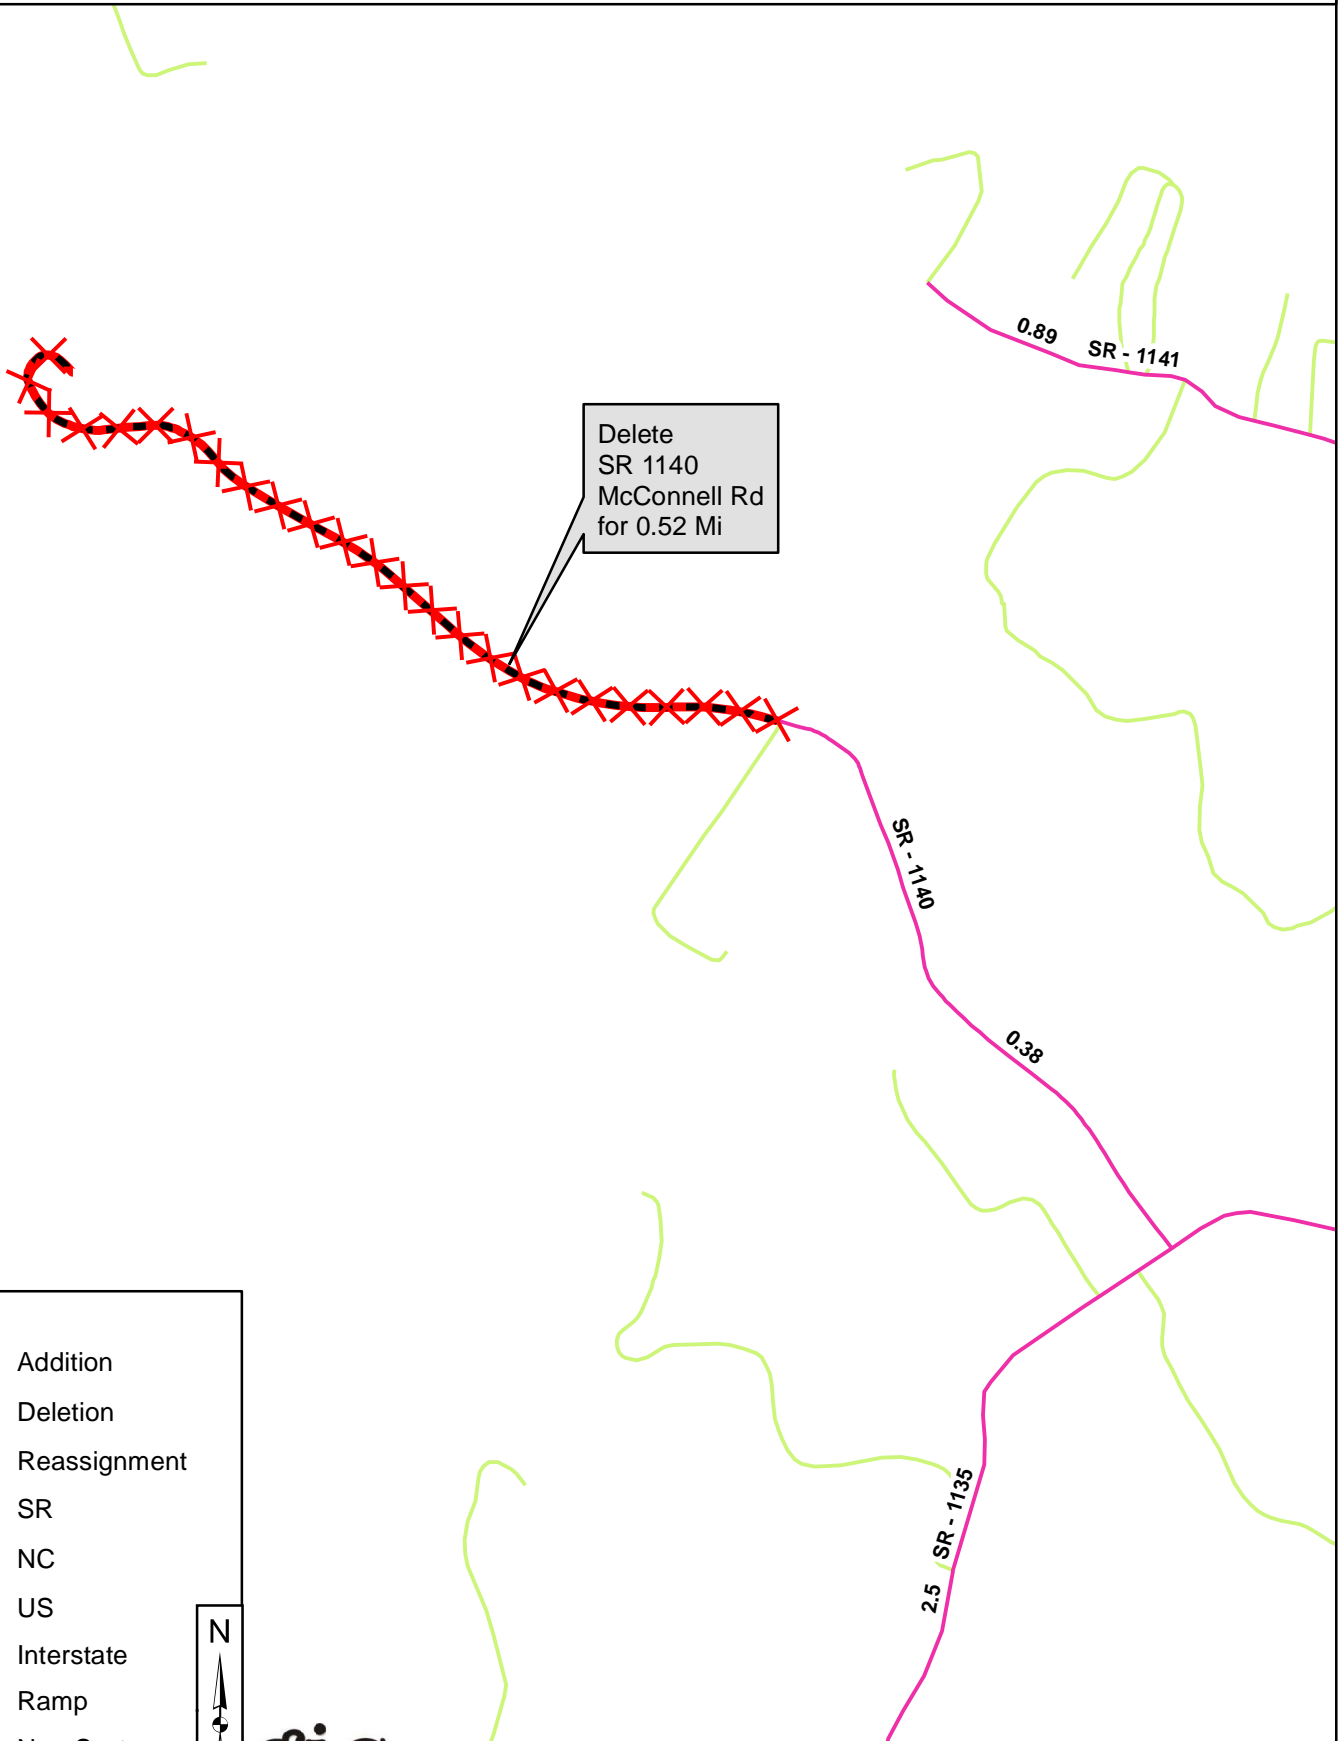 0.89
SR - 1141
Delete
SR 1140
McConnell Rd
for 0.52 Mi
SR - 1140
0.38
SR - 1135
2.5
Addition
Deletion
Reassignment
SR
NC
US
Interstate
Ramp
N